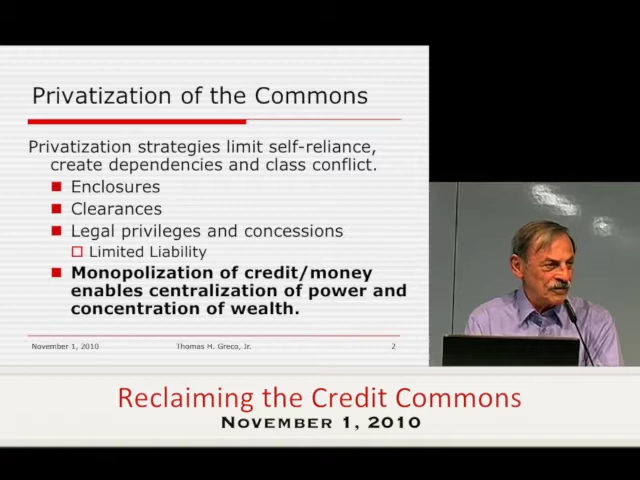 Privatization of the Commons
Privatization strategies limit self-reliance,
create dependencies and class conflict.
Enclosures
Clearances
Legal privileges and concessions
Limited Liability
Monopolization of credit/money
enables centralization of power and
concentration of wealth.
November 1, 2010 Thomas H. Greco, Jr. 2
Reclaiming the Credit Commons
November 1, 2010